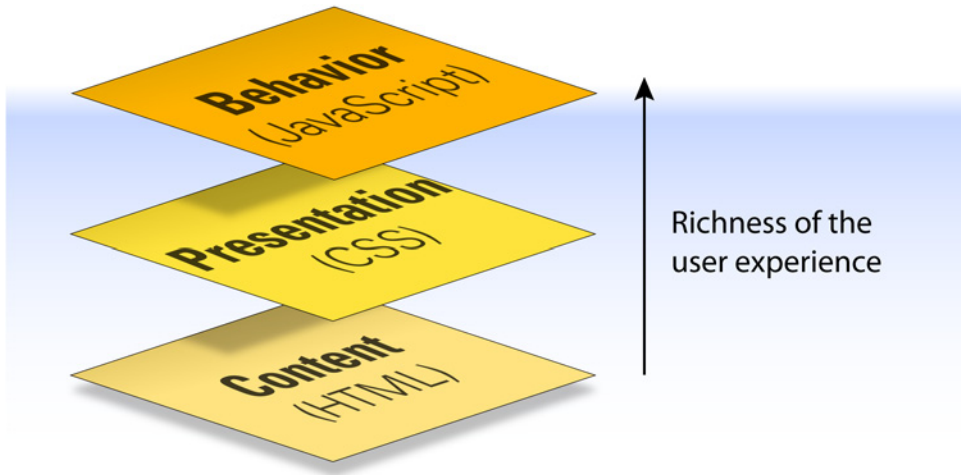 Behavior
(JavaScript)
Presentation
(CSS)
Content
(HTML)
Richness of the
user experience